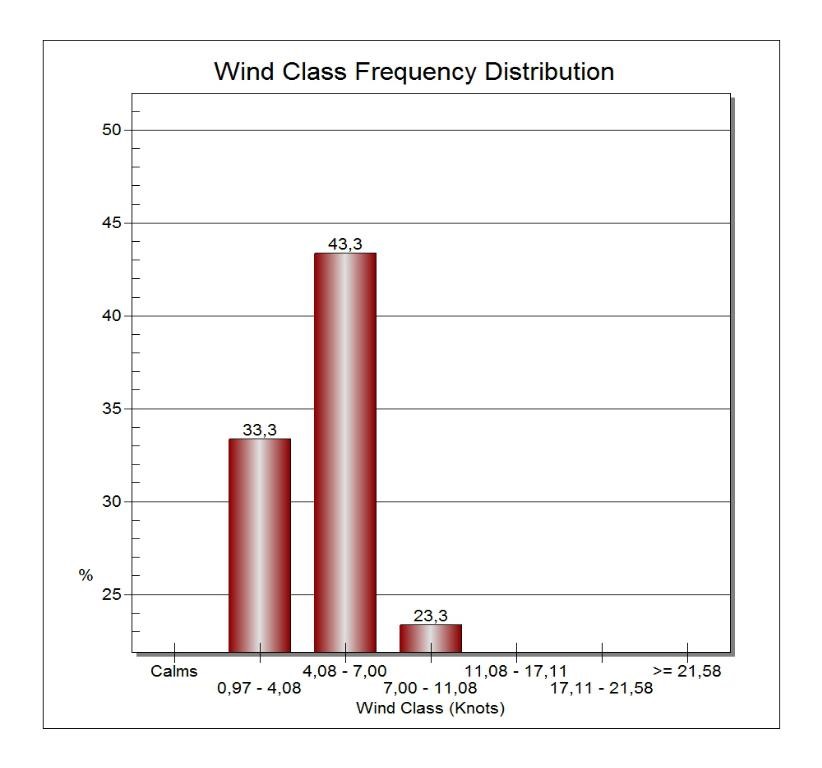 Wind Class Frequency Distribution
50
45
43,3
40
35
33,3
30
%
25
23,3
Calms 4,08 - 7,00 11,08 - 17,11 >= 21,58
0,97 - 4,08 7,00 - 11,08 17,11 - 21,58
Wind Class (Knots)